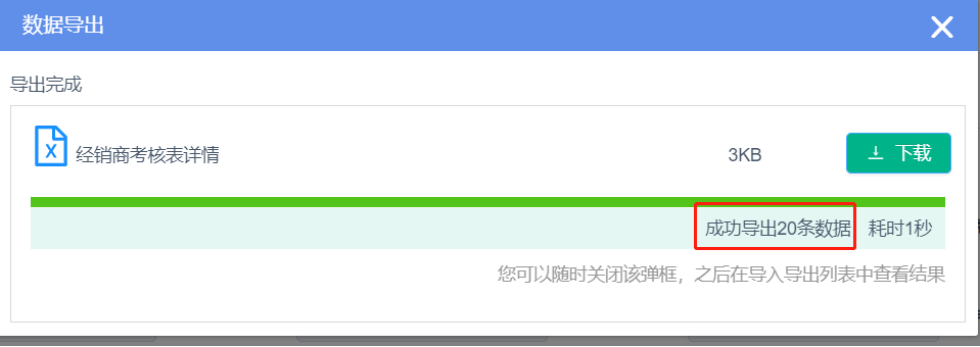 数据导出
导出完成
经销商考核表详情 3KB 下载
成功导出20条数据 耗时1秒
您可以随时关闭该弹框，之后在导入导出列表中查看结果